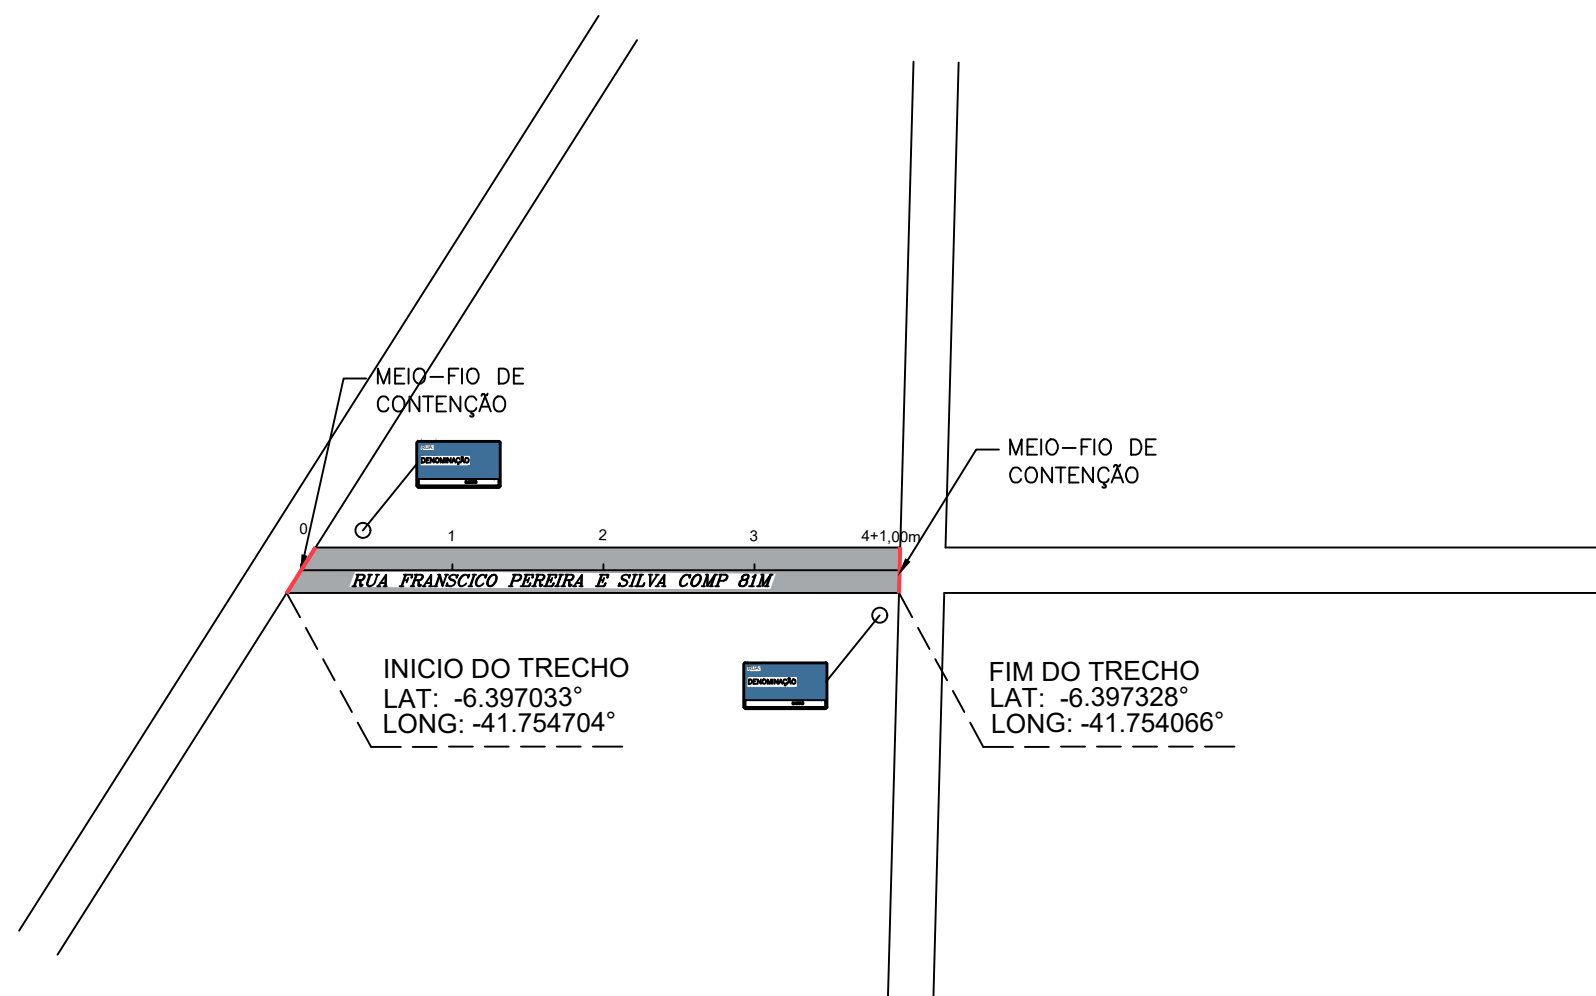 MEIO-FIO DE
CONTENÇÃO
RUA
DENOMINAÇÃO
MEIO-FIO DE
CONTENÇÃO
0
1
2
3
4+1,00m
RUA FRANSCICO PEREIRA E SILVA COMP 81M
INICIO DO TRECHO
LAT: -6.397033°
LONG: -41.754704°
RUA
DENOMINAÇÃO
FIM DO TRECHO
LAT: -6.397328°
LONG: -41.754066°